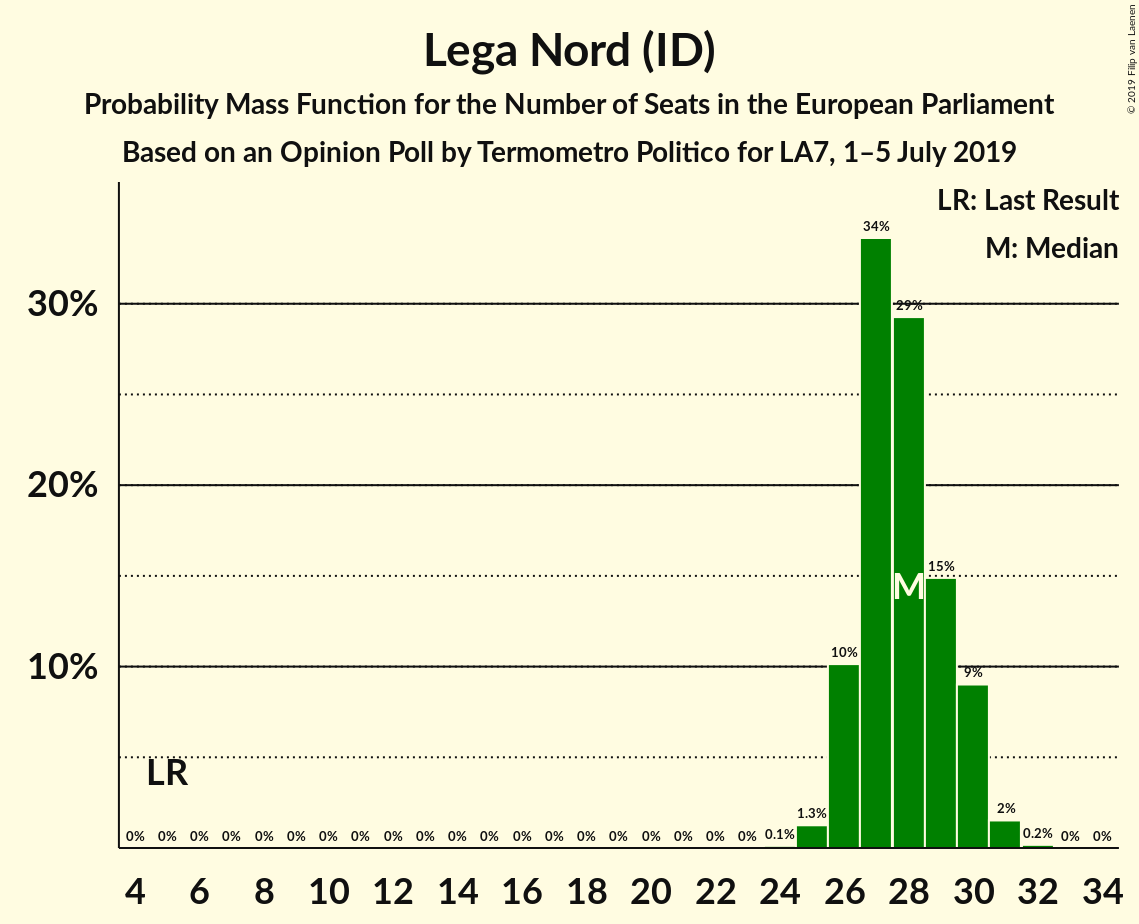 Lega Nord (ID)
Probability Mass Function for the Number of Seats in the European Parliament
Based on an Opinion Poll by Termometro Politico for LA7, 1–5 July 2019
© 2019 Filip van Laenen
LR: Last Result
M: Median
30%
20%
10%
LR
M
0% 0% 0% 0% 0% 0% 0% 0% 0% 0% 0% 0% 0% 0% 0% 0% 0% 0% 0% 0% 0.1% 1.3% 10% 34% 29% 15% 9% 2% 0.2% 0% 0%
4 6 8 10 12 14 16 18 20 22 24 26 28 30 32 34